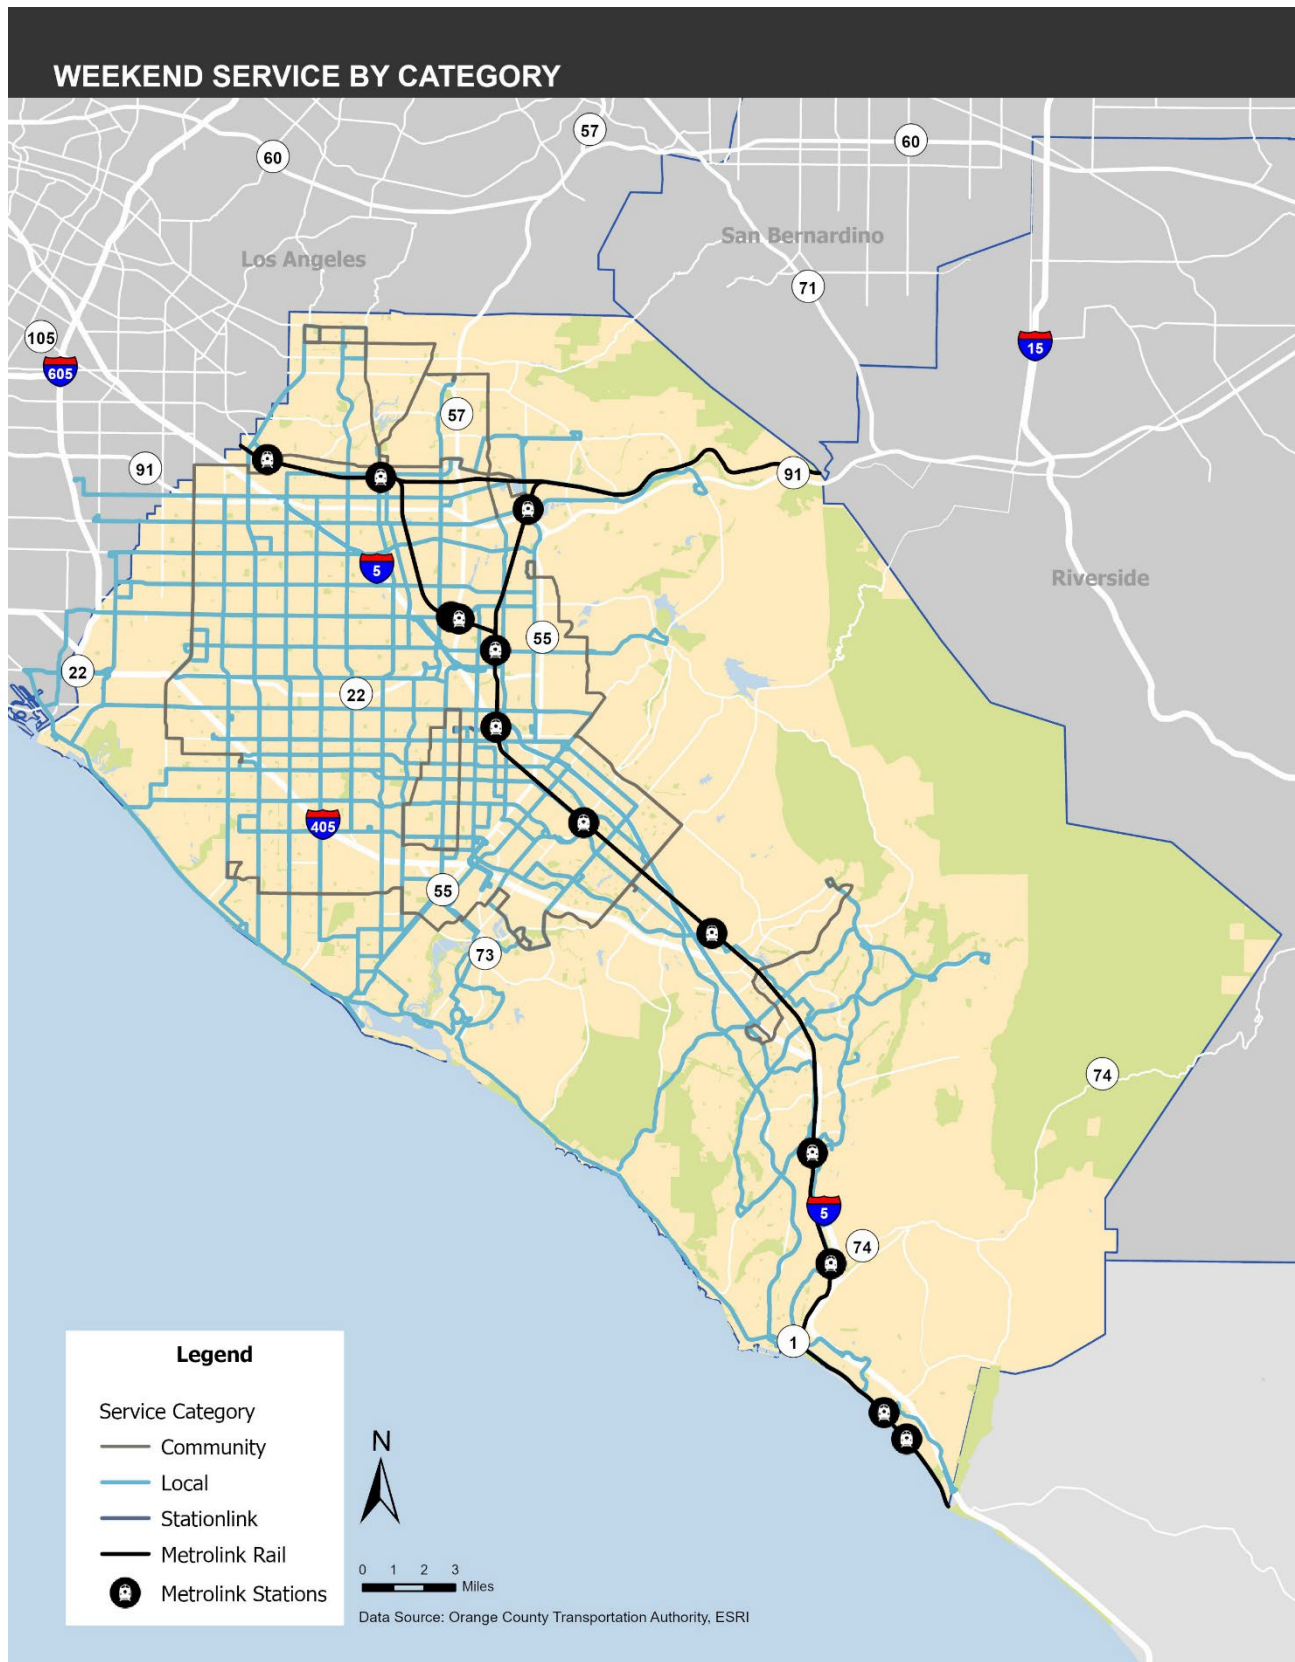 WEEKEND SERVICE BY CATEGORY
57
60
60
San Bernardino
Los Angeles
71
105
605
15
57
91
91
5
Riverside
55
22
22
405
55
73
74
5
74
1
Legend
Service Category
Community
Local
Stationlink
Metrolink Rail
Metrolink Stations
N
0 1 2 3
Miles
Data Source: Orange County Transportation Authority, ESRI